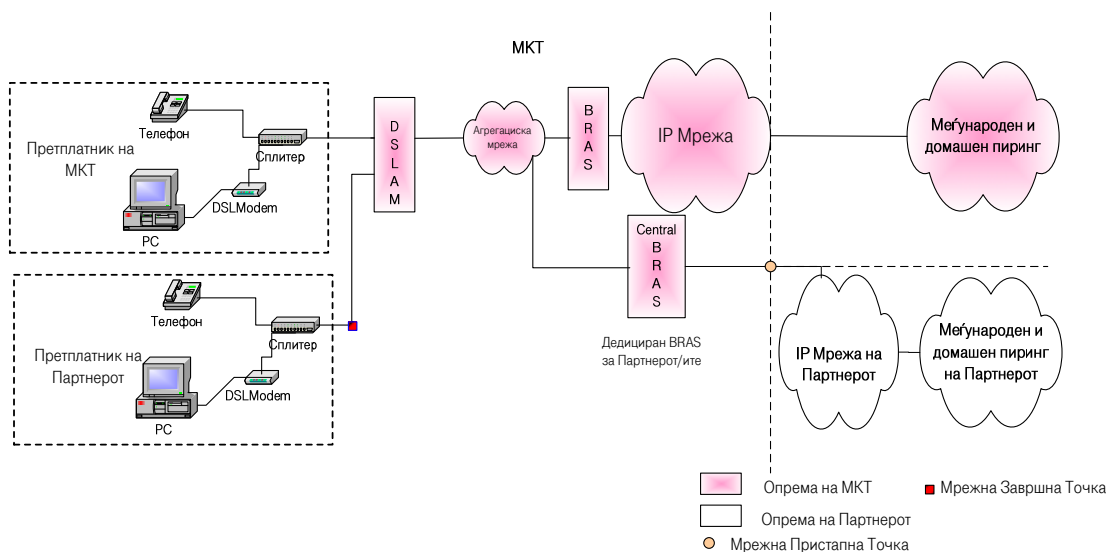 МКТ
Телефон
Сплитер
Претплатник на
МКТ
DSLModem
PC
D
S
L
A
M
Агрегациска
мрежа
B
R
A
S
IP Мрежа
Меѓународен и
домашен пиринг
Телефон
Сплитер
Претплатник на
Партнерот
DSLModem
PC
Central
B
R
A
S
Дедициран BRAS
за Партнерот/ите
IP Мрежа на
Партнерот
Меѓународен и
домашен пиринг
на Партнерот
Опрема на МКТ
Мрежна Завршна Точка
Опрема на Партнерот
Мрежна Пристапна Точка